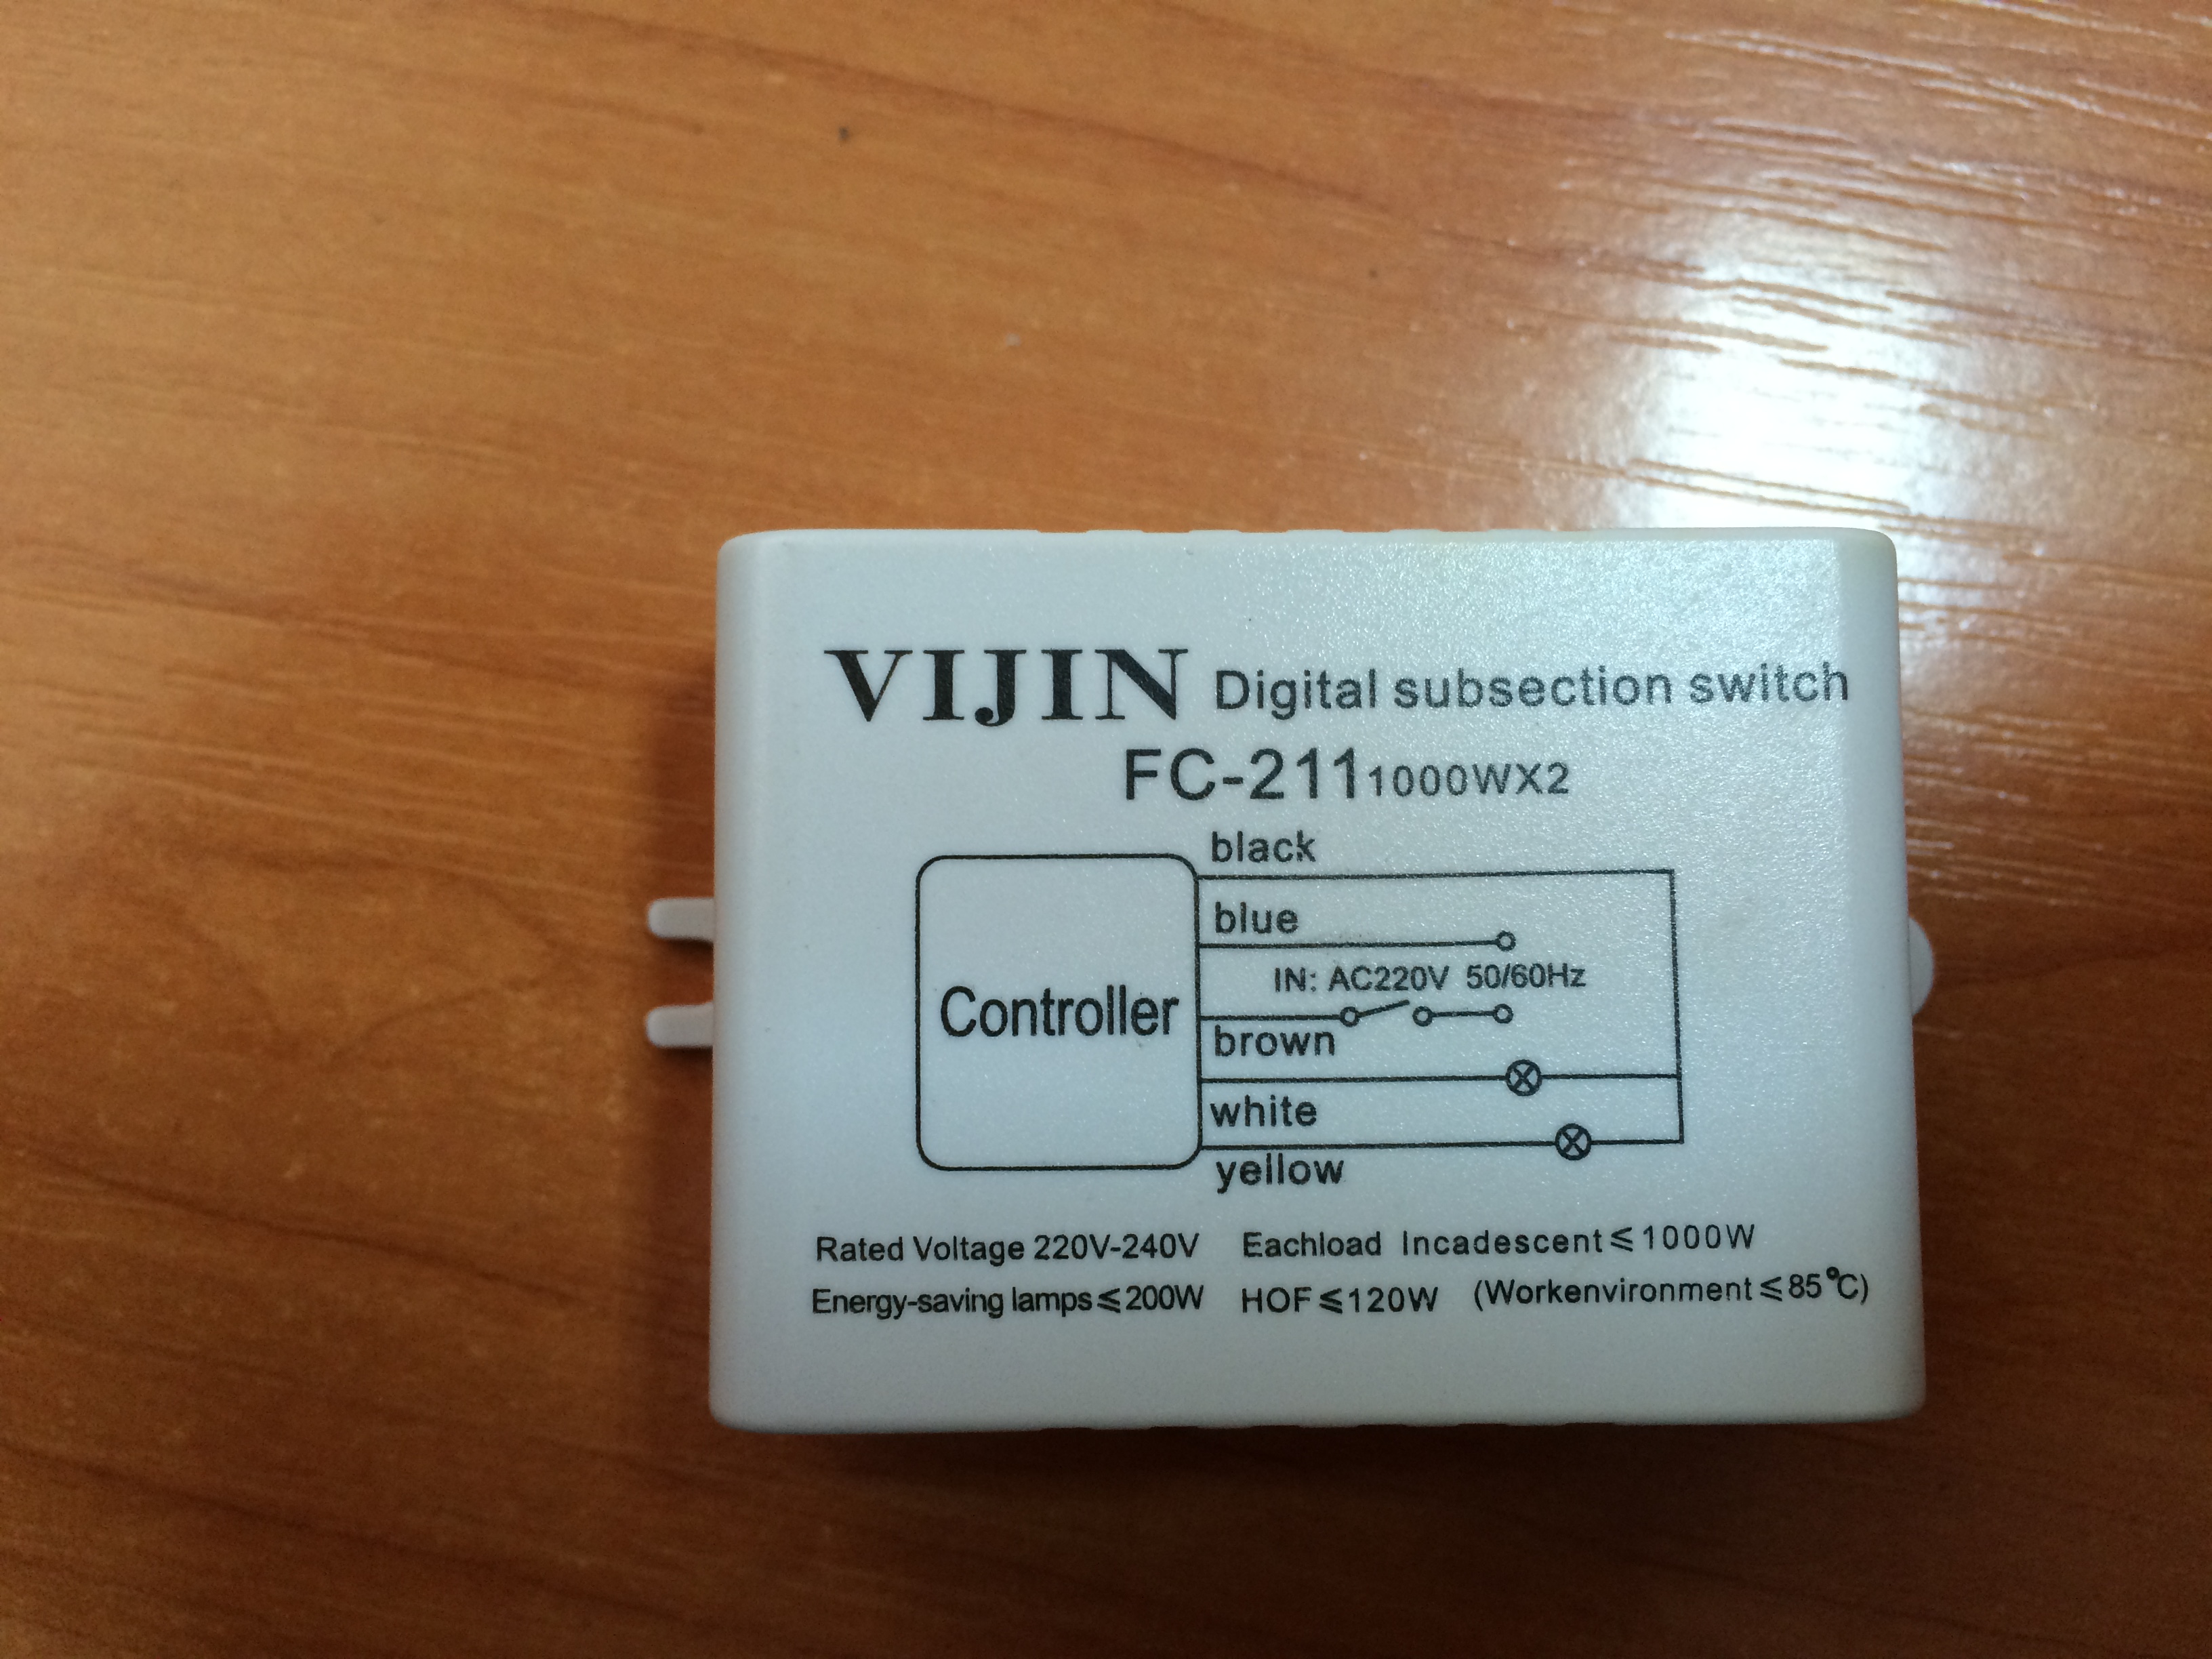 VIJIN Digital subsection switch
FC-211 1000WX2
black
blue
IN: AC220V 50/60Hz
Controller
brown
white
yellow
Rated Voltage 220V-240V Eachload Incadescent≤1000W
Energy-saving lamps≤200W HOF≤120W (Workenvironment≤85℃)